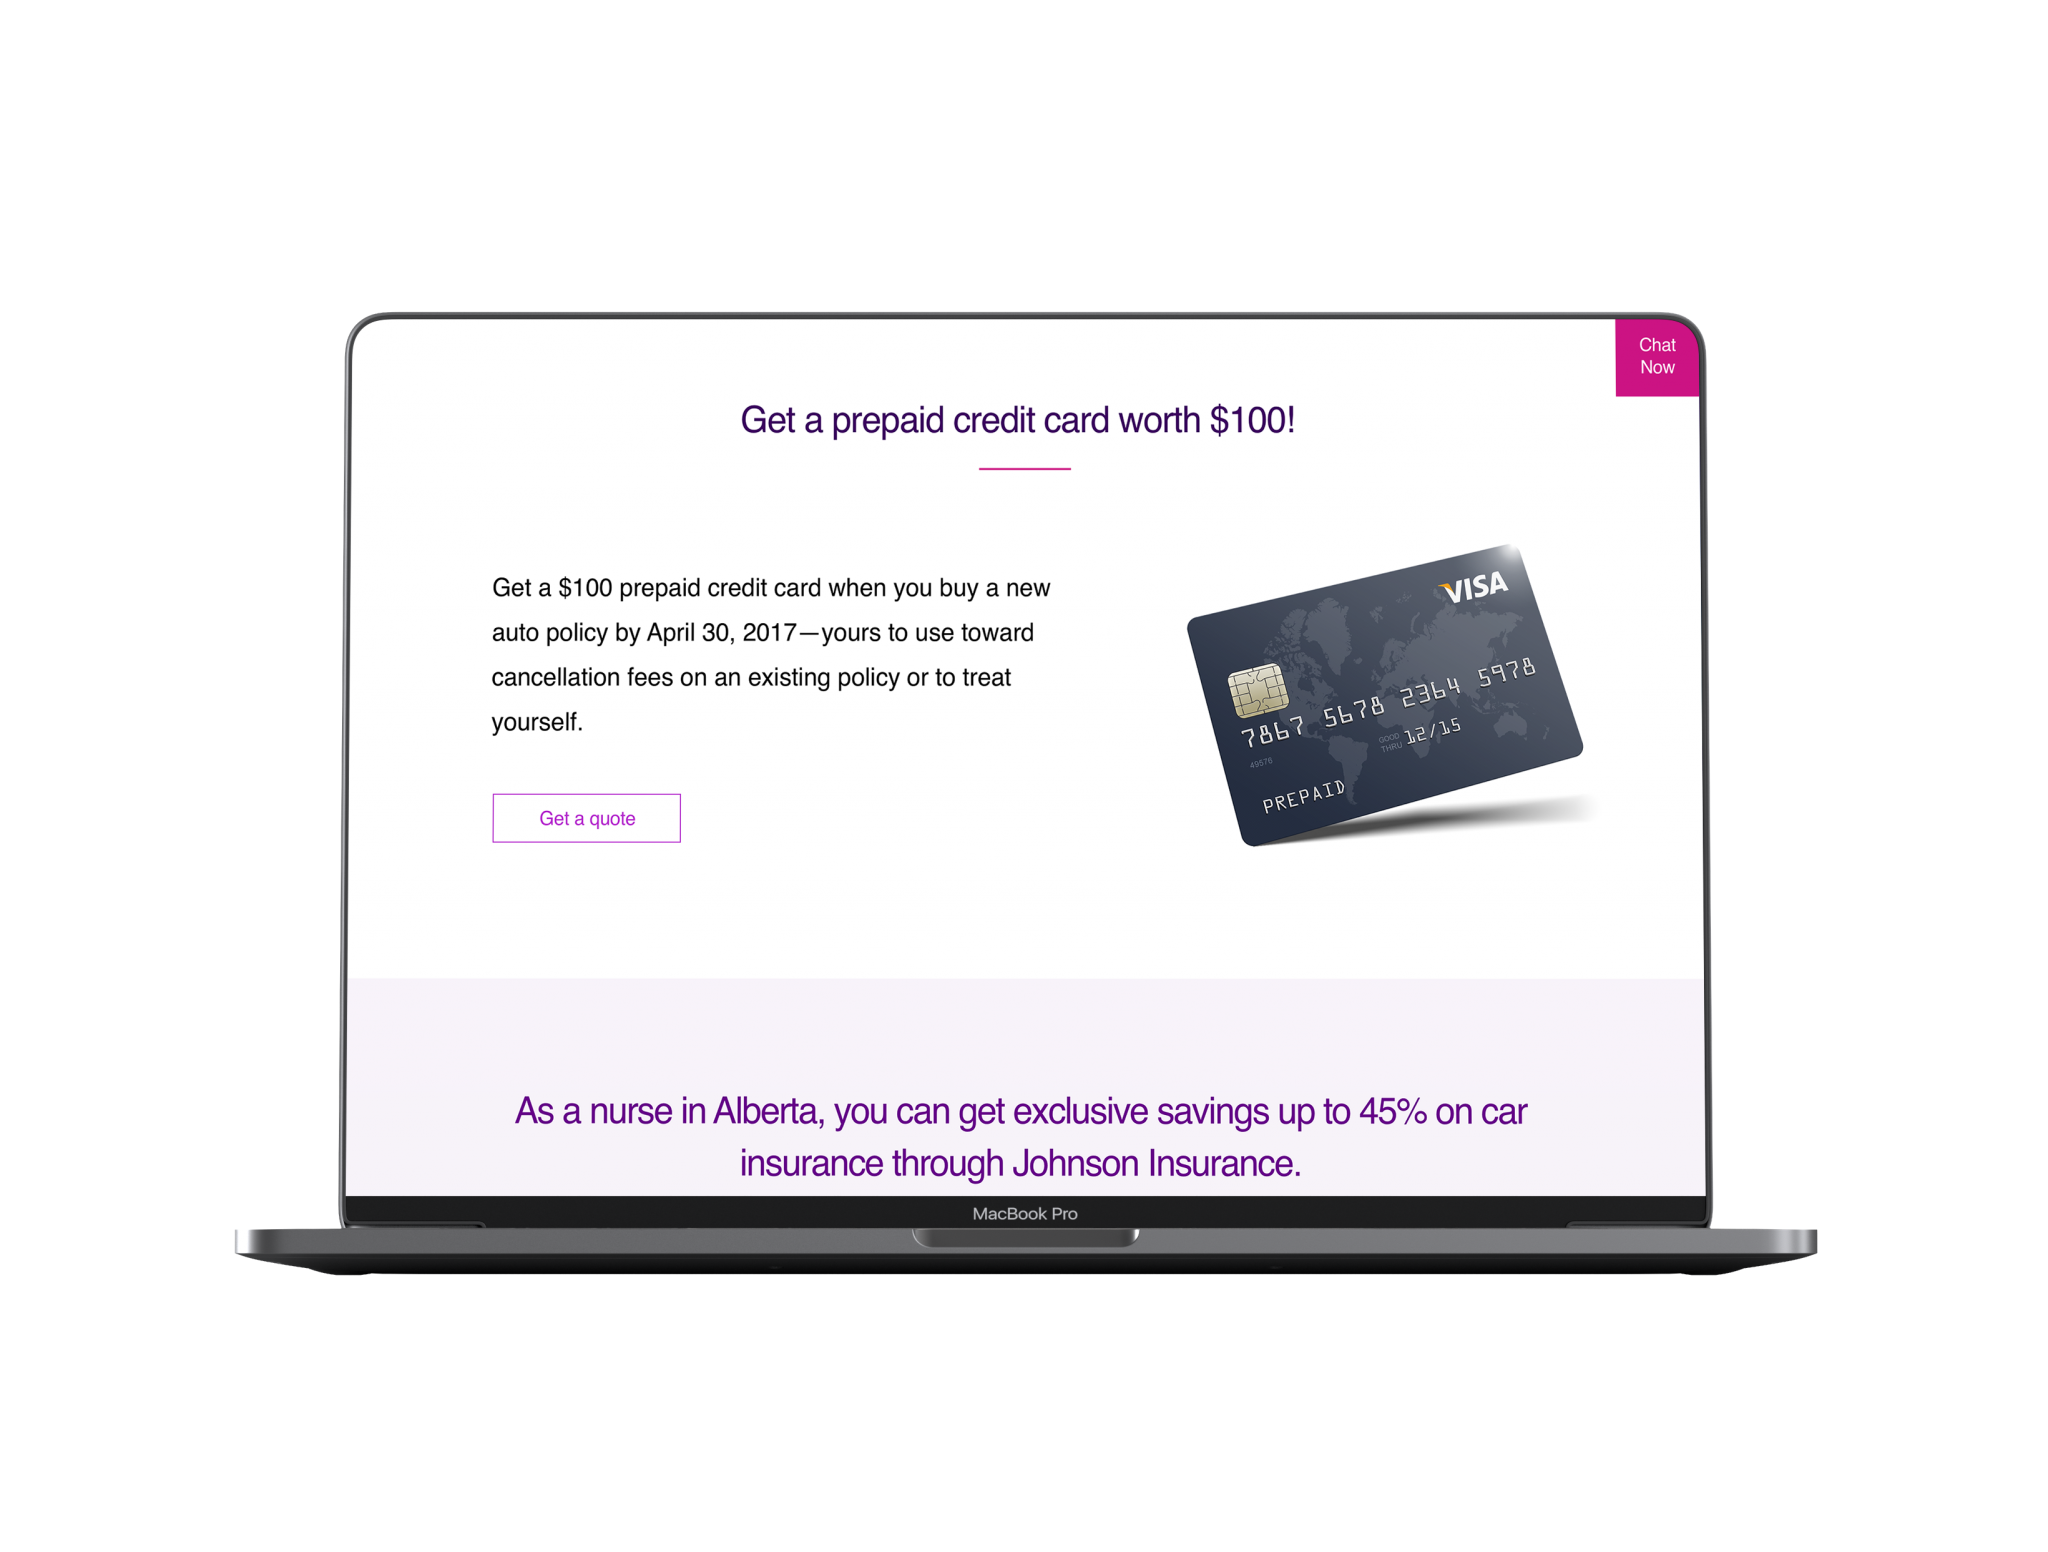 Chat
Now
Get a prepaid credit card worth $100!
Get a $100 prepaid credit card when you buy a new
auto policy by April 30, 2017—yours to use toward
cancellation fees on an existing policy or to treat
yourself.
Get a quote
VISA
7867 5678 2364 5978
49576
GOOD
THRU
12/15
PREPAID
As a nurse in Alberta, you can get exclusive savings up to 45% on car
insurance through Johnson Insurance.
MacBook Pro